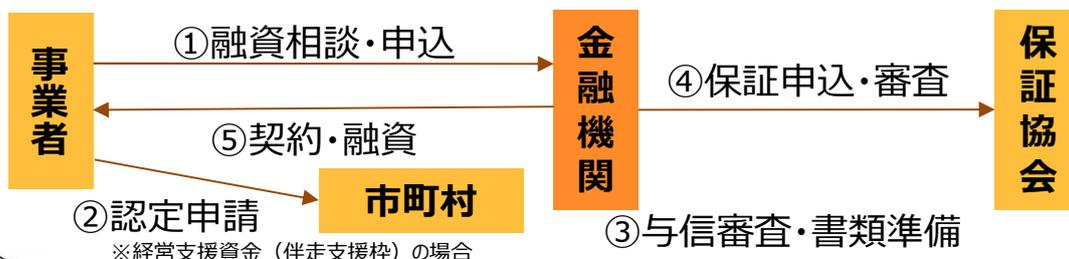 事業者
①融資相談・申込
金融機関
④保証申込・審査
保証協会
⑤契約・融資
市町村
②認定申請
※経営支援資金（伴走支援枠）の場合
③与信審査・書類準備